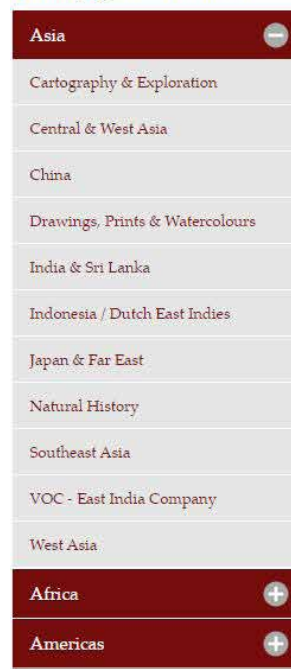 Asia
Cartography & Exploration
Central & West Asia
China
Drawings, Prints & Watercolours
India & Sri Lanka
Indonesia / Dutch East Indies
Japan & Far East
Natural History
Southeast Asia
VOC - East India Company
West Asia
Africa
Americas